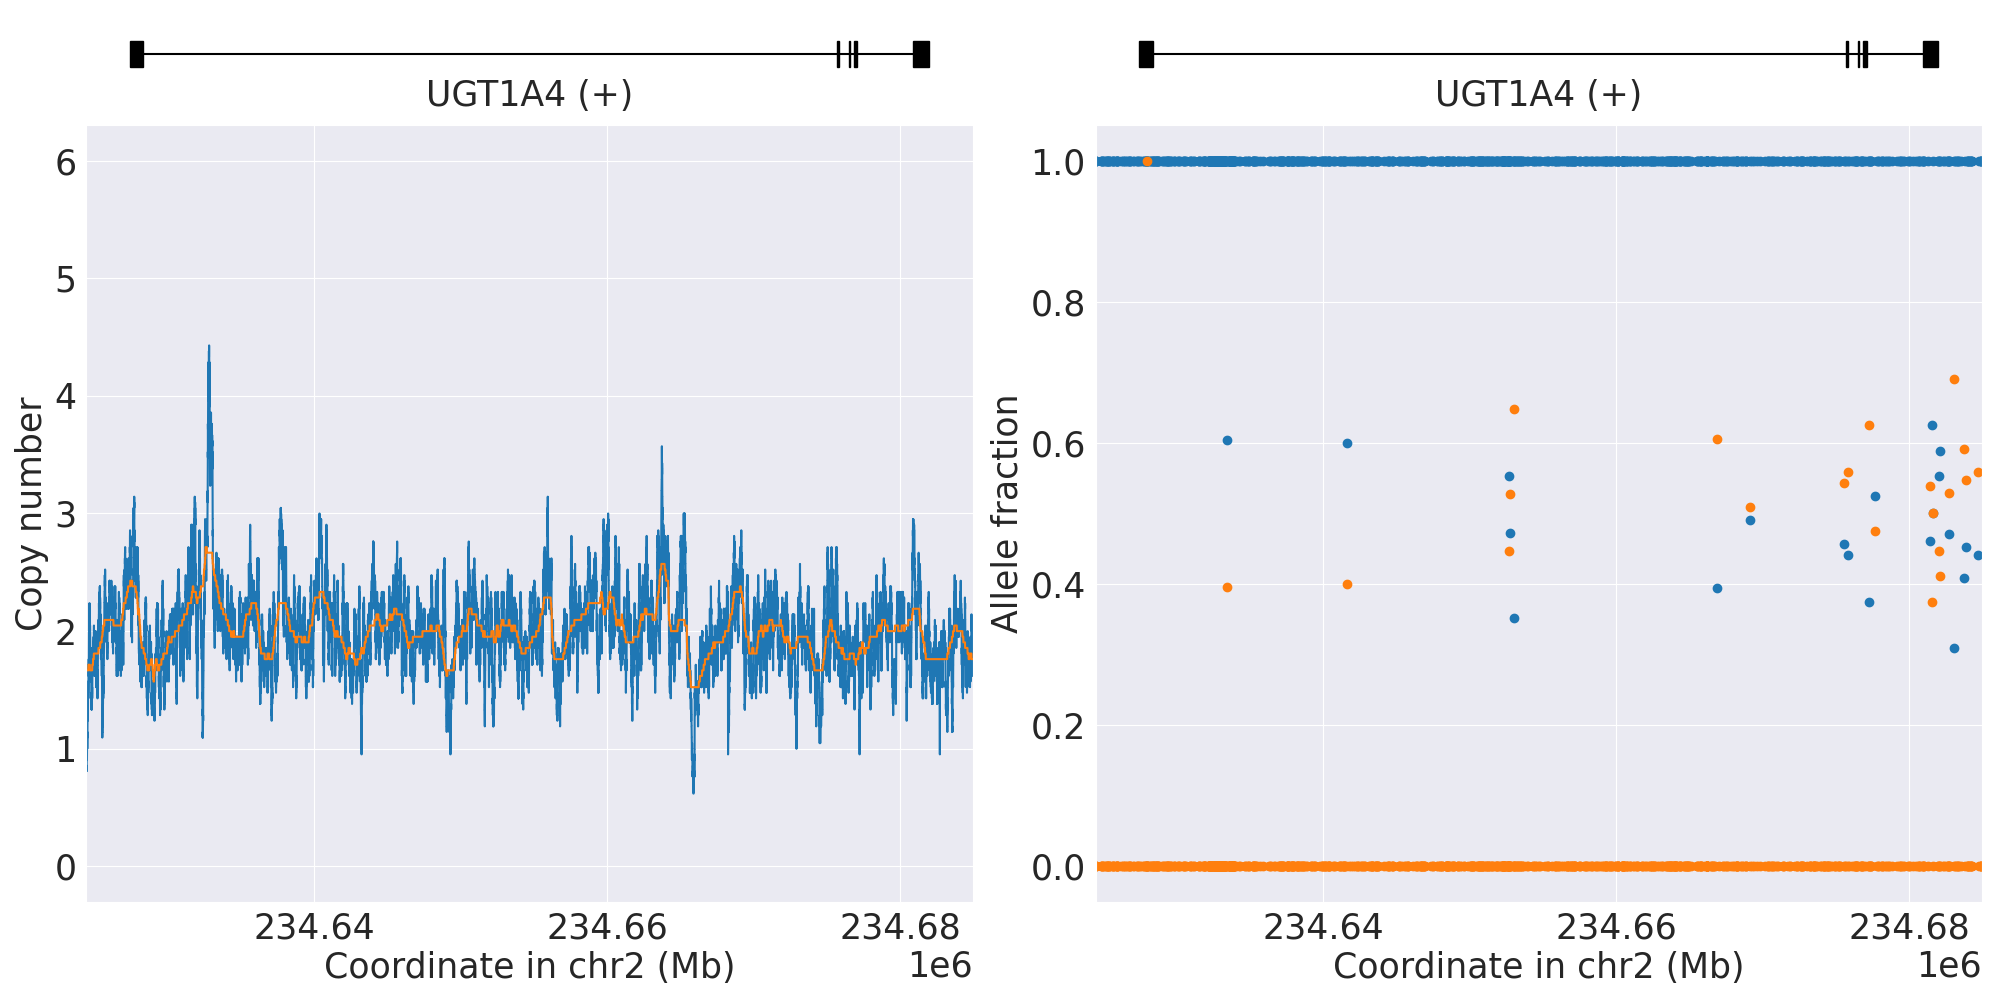 UGT1A4 (+)
6
5
4
3
2
1
0
Copy number
234.64 234.66 234.68
1e6
Coordinate in chr2 (Mb)
UGT1A4 (+)
1.0
0.8
0.6
0.4
0.2
0.0
Allele fraction
234.64 234.66 234.68
1e6
Coordinate in chr2 (Mb)